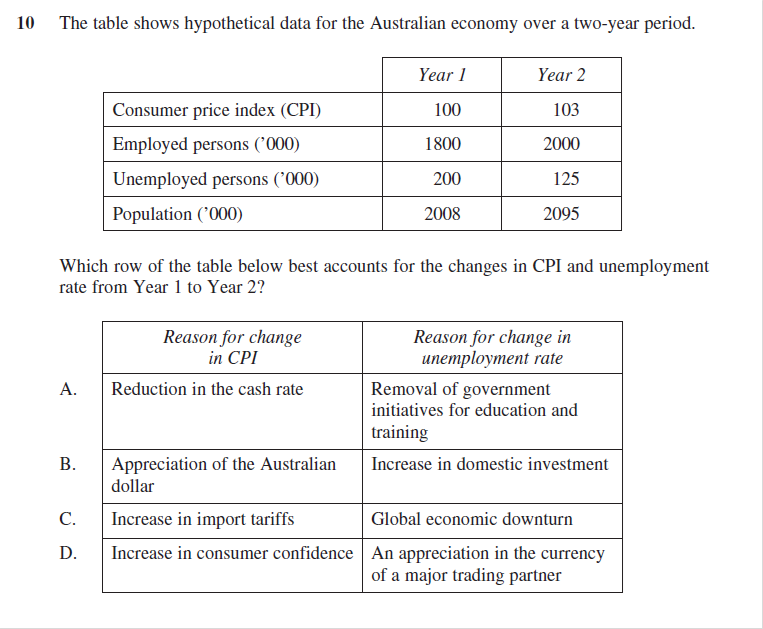 10 The table shows hypothetical data for the Australian economy over a two-year period.
Year 1 Year 2
Consumer price index (CPI) 100 103
Employed persons (’000) 1800 2000
Unemployed persons (’000) 200 125
Population (’000) 2008 2095
Which row of the table below best accounts for the changes in CPI and unemployment
rate from Year 1 to Year 2?
Reason for change
in CPI
Reason for change in
unemployment rate
A. Reduction in the cash rate
Removal of government
initiatives for education and
training
B. Appreciation of the Australian
dollar
Increase in domestic investment
C. Increase in import tariffs
Global economic downturn
D. Increase in consumer confidence
An appreciation in the currency
of a major trading partner